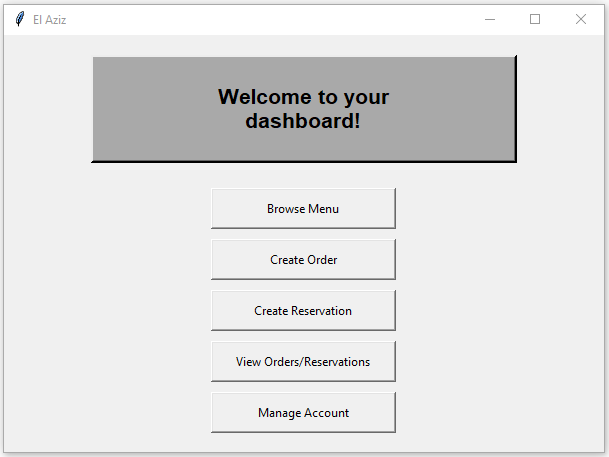 El Aziz
Welcome to your
dashboard!
Browse Menu
Create Order
Create Reservation
View Orders/Reservations
Manage Account